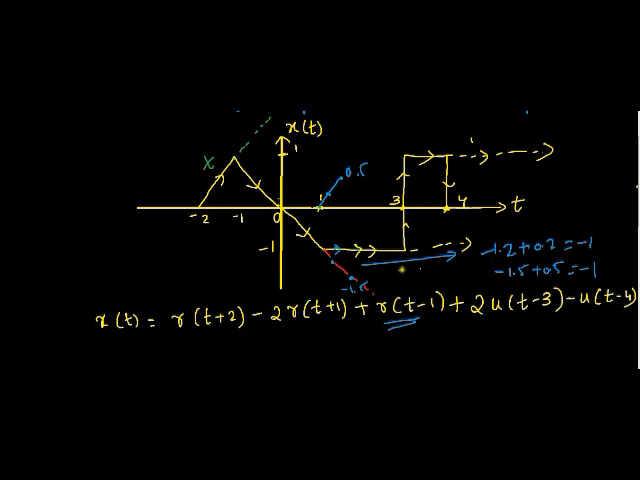 x(t)
1
x
0.5
-2 -1 0 1 3 4 t
-1
-1.2+0.2=-1
-1.5+0.5=-1
-1.5
x(t) = r(t+2) - 2r(t+1) + r(t-1) + 2u(t-3) - u(t-4)